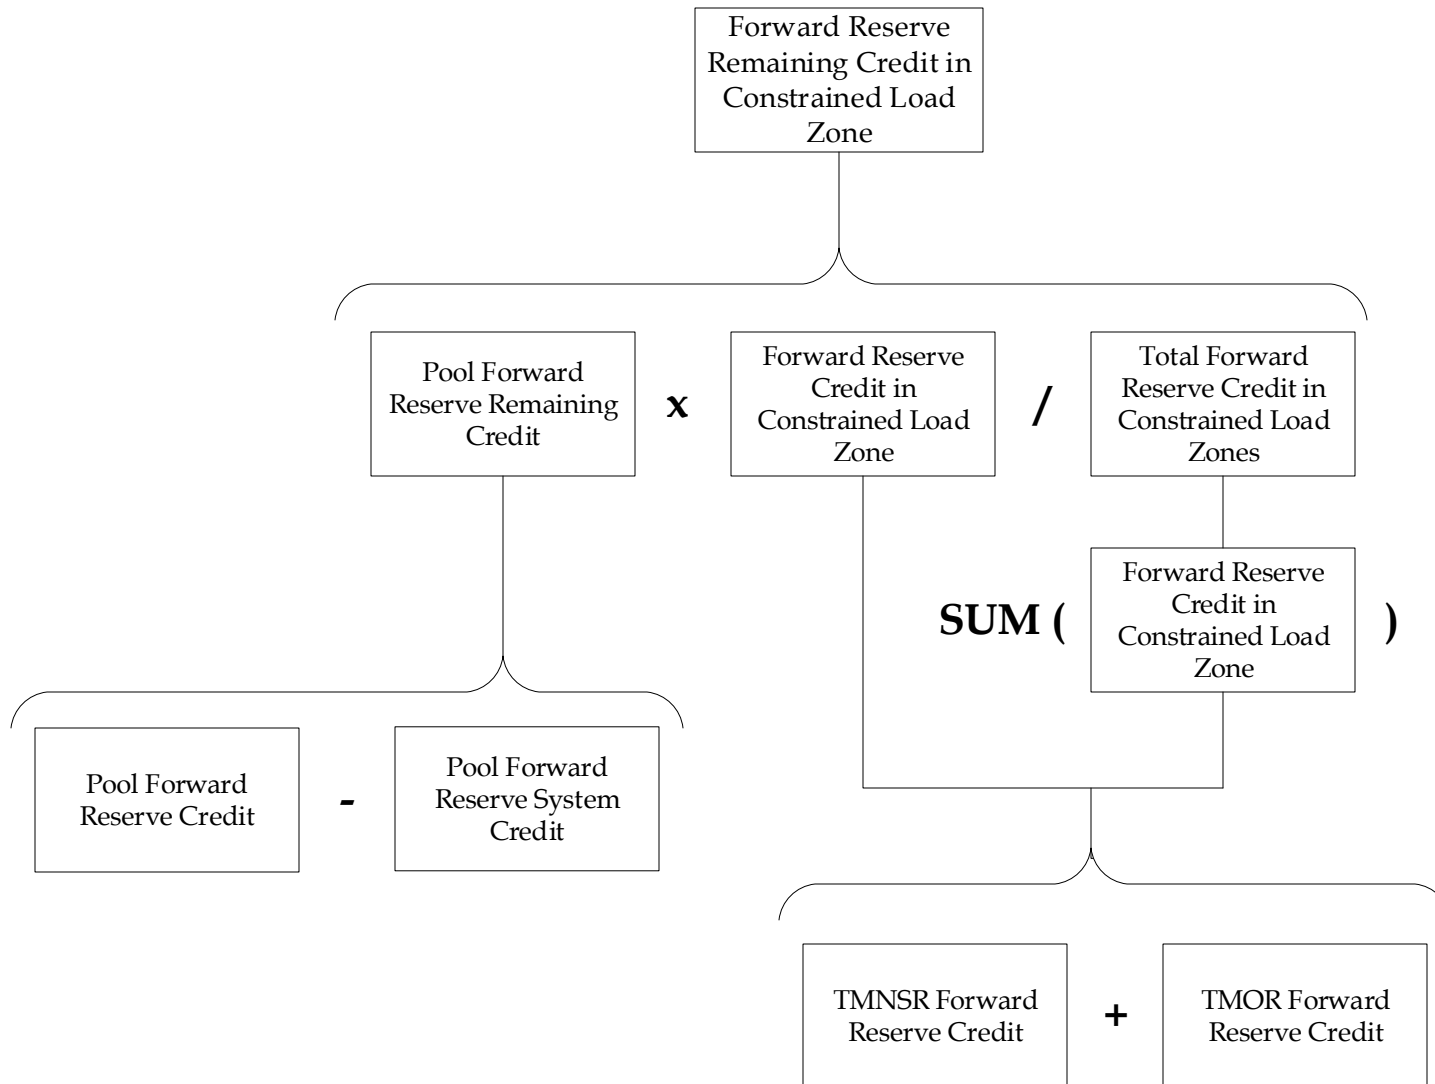 Forward Reserve
Remaining Credit in
Constrained Load
Zone
Pool Forward
Reserve Remaining
Credit
x
Forward Reserve
Credit in
Constrained Load
Zone
/
Total Forward
Reserve Credit in
Constrained Load
Zones
SUM (
Forward Reserve
Credit in
Constrained Load
Zone
)
Pool Forward
Reserve Credit
-
Pool Forward
Reserve System
Credit
TMNSR Forward
Reserve Credit
+
TMOR Forward
Reserve Credit